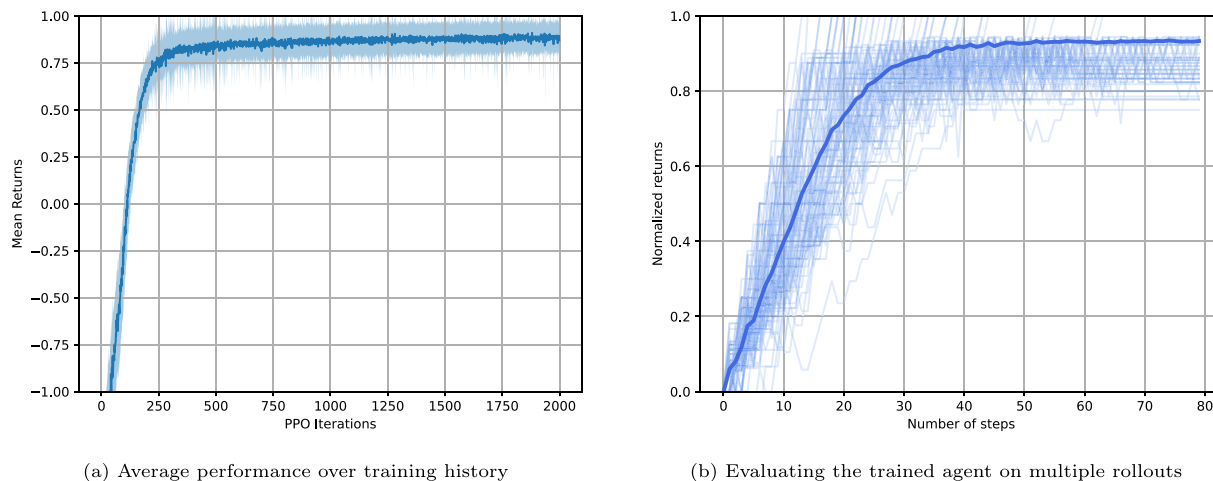 1.00
0.75
0.50
0.25
0.00
−0.25
−0.50
−0.75
−1.00
Mean Returns
0 250 500 750 1000 1250 1500 1750 2000
PPO Iterations
(a) Average performance over training history
1.0
0.8
0.6
0.4
0.2
0.0
Normalized returns
0 10 20 30 40 50 60 70 80
Number of steps
(b) Evaluating the trained agent on multiple rollouts